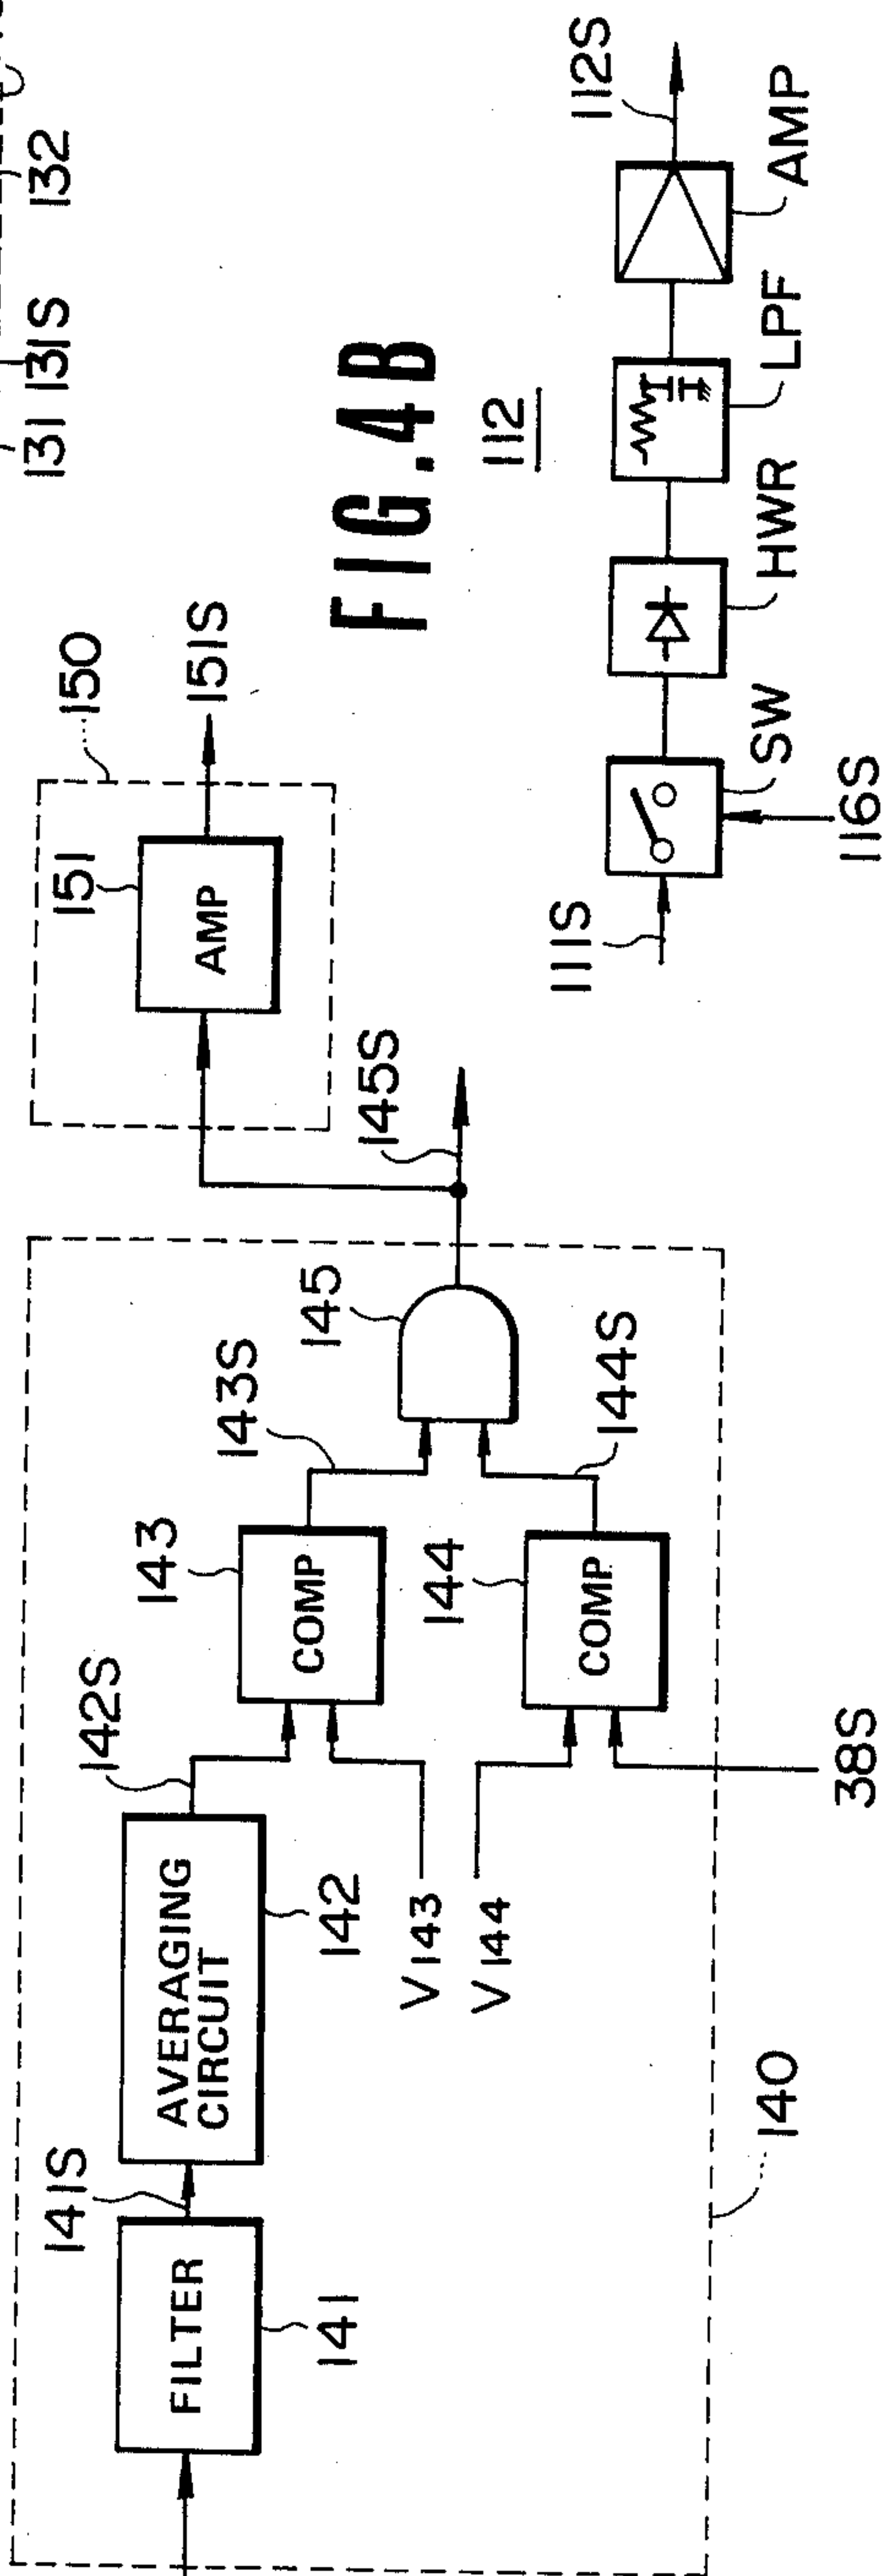 131
131S
132
FILTER
141
141S
AVERAGING
CIRCUIT
142
142S
COMP
143
143S
V143
V144
COMP
144
144S
38S
145
145S
140
AMP
151
151S
150
FIG.4B
112
111S
SW
116S
HWR
LPF
AMP
112S